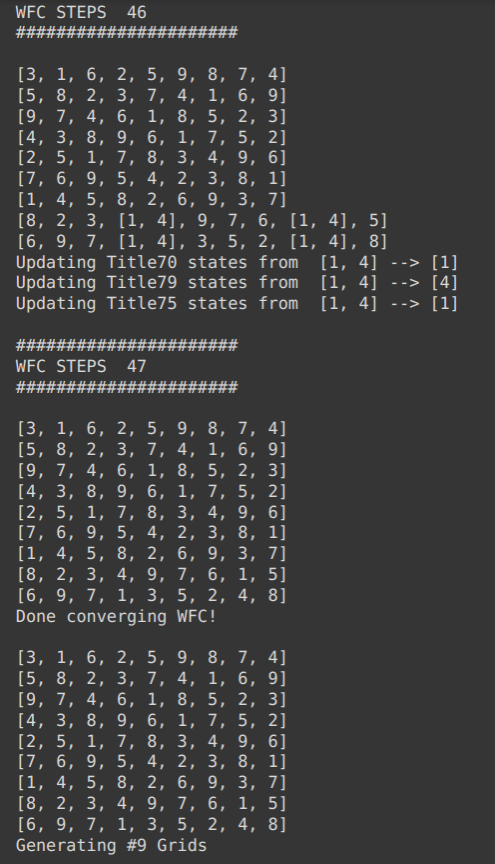 WFC STEPS  46
######################
[3, 1, 6, 2, 5, 9, 8, 7, 4]
[5, 8, 2, 3, 7, 4, 1, 6, 9]
[9, 7, 4, 6, 1, 8, 5, 2, 3]
[4, 3, 8, 9, 6, 1, 7, 5, 2]
[2, 5, 1, 7, 8, 3, 4, 9, 6]
[7, 6, 9, 5, 4, 2, 3, 8, 1]
[1, 4, 5, 8, 2, 6, 9, 3, 7]
[8, 2, 3, [1, 4], 9, 7, 6, [1, 4], 5]
[6, 9, 7, [1, 4], 3, 5, 2, [1, 4], 8]
Updating Title70 states from  [1, 4] --> [1]
Updating Title79 states from  [1, 4] --> [4]
Updating Title75 states from  [1, 4] --> [1]
######################
WFC STEPS  47
######################
[3, 1, 6, 2, 5, 9, 8, 7, 4]
[5, 8, 2, 3, 7, 4, 1, 6, 9]
[9, 7, 4, 6, 1, 8, 5, 2, 3]
[4, 3, 8, 9, 6, 1, 7, 5, 2]
[2, 5, 1, 7, 8, 3, 4, 9, 6]
[7, 6, 9, 5, 4, 2, 3, 8, 1]
[1, 4, 5, 8, 2, 6, 9, 3, 7]
[8, 2, 3, 4, 9, 7, 6, 1, 5]
[6, 9, 7, 1, 3, 5, 2, 4, 8]
Done converging WFC!
[3, 1, 6, 2, 5, 9, 8, 7, 4]
[5, 8, 2, 3, 7, 4, 1, 6, 9]
[9, 7, 4, 6, 1, 8, 5, 2, 3]
[4, 3, 8, 9, 6, 1, 7, 5, 2]
[2, 5, 1, 7, 8, 3, 4, 9, 6]
[7, 6, 9, 5, 4, 2, 3, 8, 1]
[1, 4, 5, 8, 2, 6, 9, 3, 7]
[8, 2, 3, 4, 9, 7, 6, 1, 5]
[6, 9, 7, 1, 3, 5, 2, 4, 8]
Generating #9 Grids